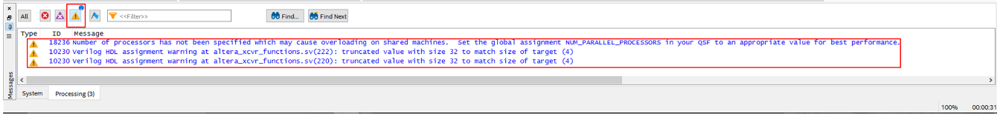 All <<Filter>> Find... Find Next
Type ID Message
18236 Number of processors has not been specified which may cause overloading on shared machines. Set the global assignment NUM_PARALLEL_PROCESSORS in your QSF to an appropriate value for best performance.
10230 Verilog HDL assignment warning at altera_xcvr_functions.sv(222): truncated value with size 32 to match size of target (4)
10230 Verilog HDL assignment warning at altera_xcvr_functions.sv(220): truncated value with size 32 to match size of target (4)
Messages
System Processing (3)
100% 00:00:31